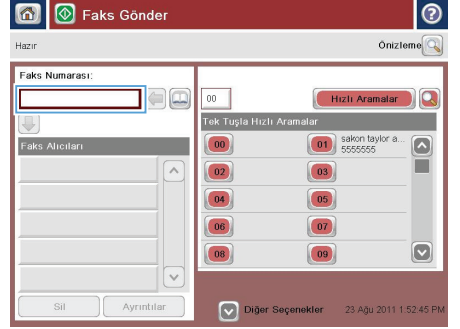 Faks Gönder
Hazır
Önizleme
Faks Numarası:
00
Hızlı Aramalar
Tek Tuşla Hızlı Aramalar
Faks Alıcıları
00
01 sakon taylor a...
5555555
02
03
04
05
06
07
08
09
Sil
Ayrıntılar
Diğer Seçenekler
23 Ağu 2011 1:52:45 PM